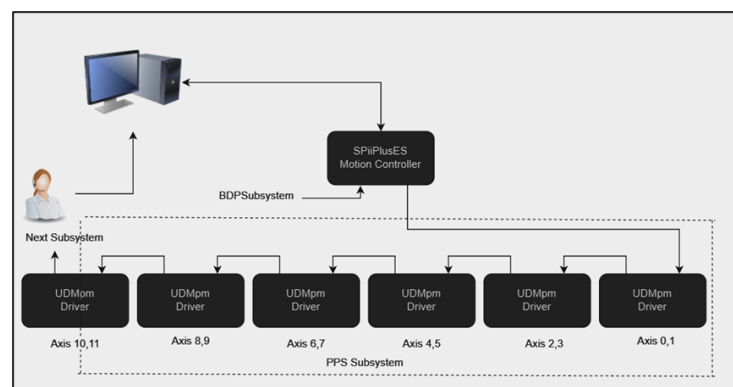 SPiiPlusES
Motion Controller
BDPSubsystem
Next Subsystem
UDMpm
Driver
UDMpm
Driver
UDMpm
Driver
UDMpm
Driver
UDMpm
Driver
UDMpm
Driver
Axis 10,11
Axis 8,9
Axis 6,7
Axis 4,5
Axis 2,3
Axis 0,1
PPS Subsystem